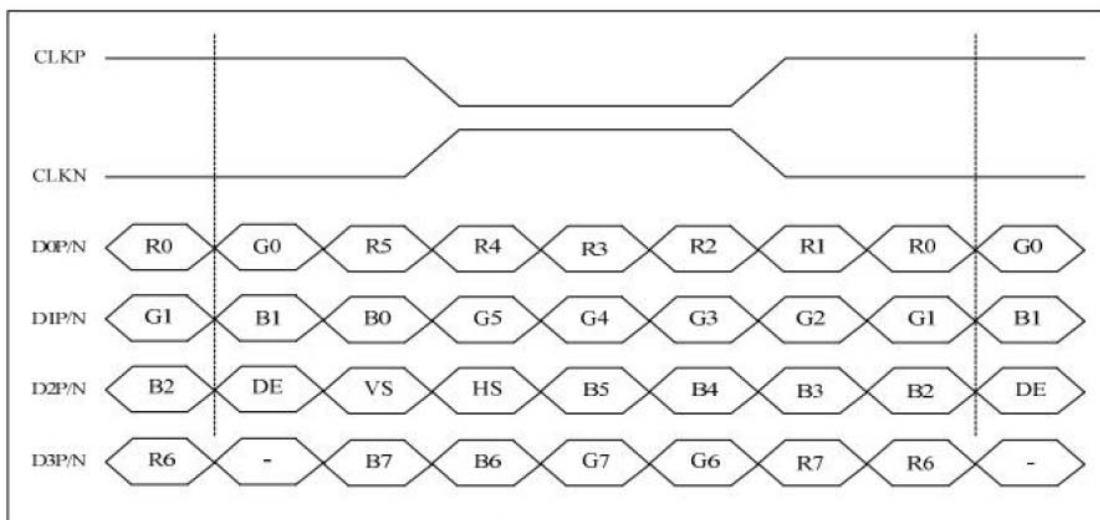 CLKP
CLKN
D0P/N R0 G0 R5 R4 R3 R2 R1 R0 G0
D1P/N G1 B1 B0 G5 G4 G3 G2 G1 B1
D2P/N B2 DE VS HS B5 B4 B3 B2 DE
D3P/N R6 - B7 B6 G7 G6 R7 R6 -